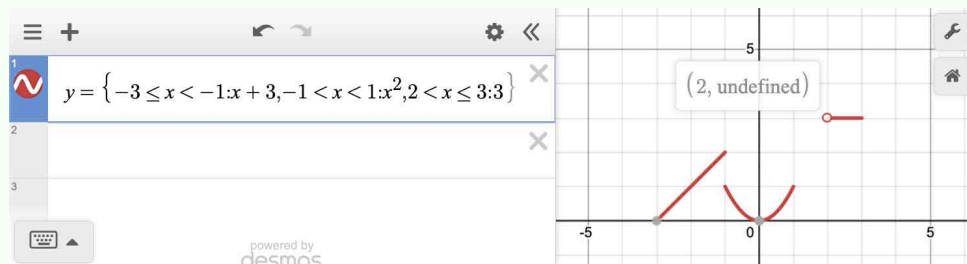 1
y = {−3 ≤ x < −1:x + 3,−1 < x < 1:x²,2 < x ≤ 3:3}
2
3
powered by
desmos
5
(2, undefined)
-5
0
5